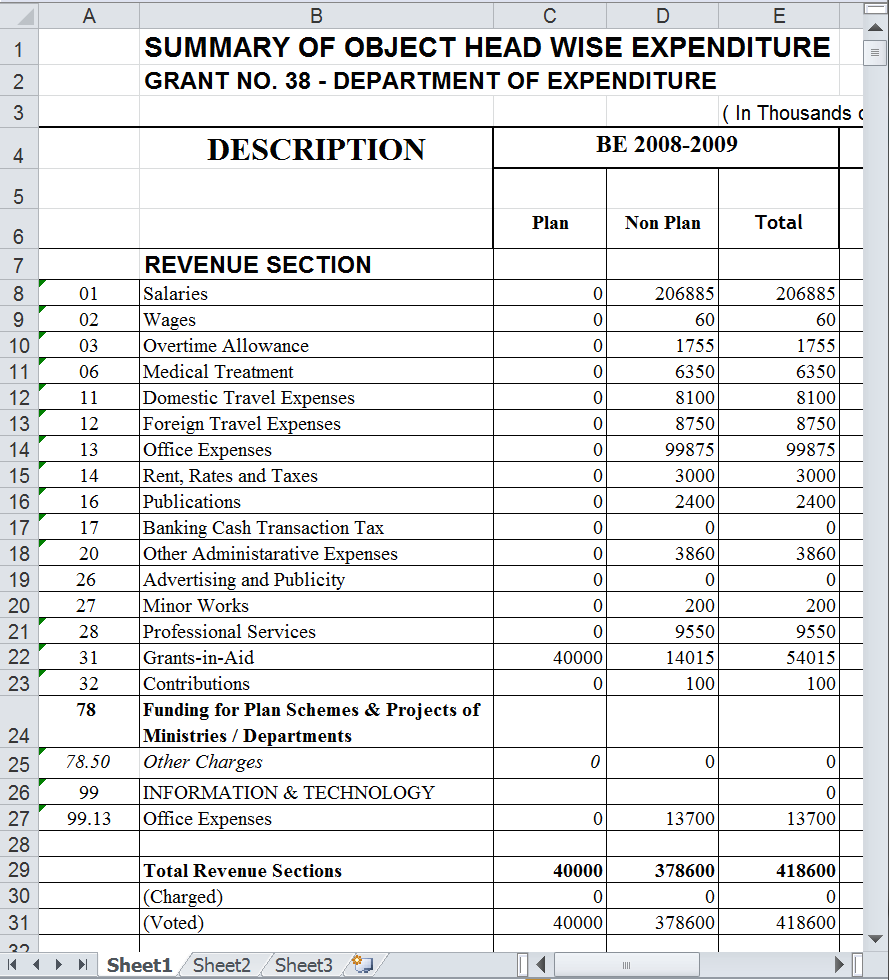 A B C D E
1 SUMMARY OF OBJECT HEAD WISE EXPENDITURE
2 GRANT NO. 38 - DEPARTMENT OF EXPENDITURE
3 ( In Thousands
4 DESCRIPTION BE 2008-2009
5
6 Plan Non Plan Total
7 REVENUE SECTION
8 01 Salaries 0 206885 206885
9 02 Wages 0 60 60
10 03 Overtime Allowance 0 1755 1755
11 06 Medical Treatment 0 6350 6350
12 11 Domestic Travel Expenses 0 8100 8100
13 12 Foreign Travel Expenses 0 8750 8750
14 13 Office Expenses 0 99875 99875
15 14 Rent, Rates and Taxes 0 3000 3000
16 16 Publications 0 2400 2400
17 17 Banking Cash Transaction Tax 0 0 0
18 20 Other Administarative Expenses 0 3860 3860
19 26 Advertising and Publicity 0 0 0
20 27 Minor Works 0 200 200
21 28 Professional Services 0 9550 9550
22 31 Grants-in-Aid 40000 14015 54015
23 32 Contributions 0 100 100
78 Funding for Plan Schemes & Projects of
24 Ministries / Departments
25 78.50 Other Charges 0 0 0
26 99 INFORMATION & TECHNOLOGY 0
27 99.13 Office Expenses 0 13700 13700
28
29 Total Revenue Sections 40000 378600 418600
30 (Charged) 0 0 0
31 (Voted) 40000 378600 418600
32
Sheet1 Sheet2 Sheet3